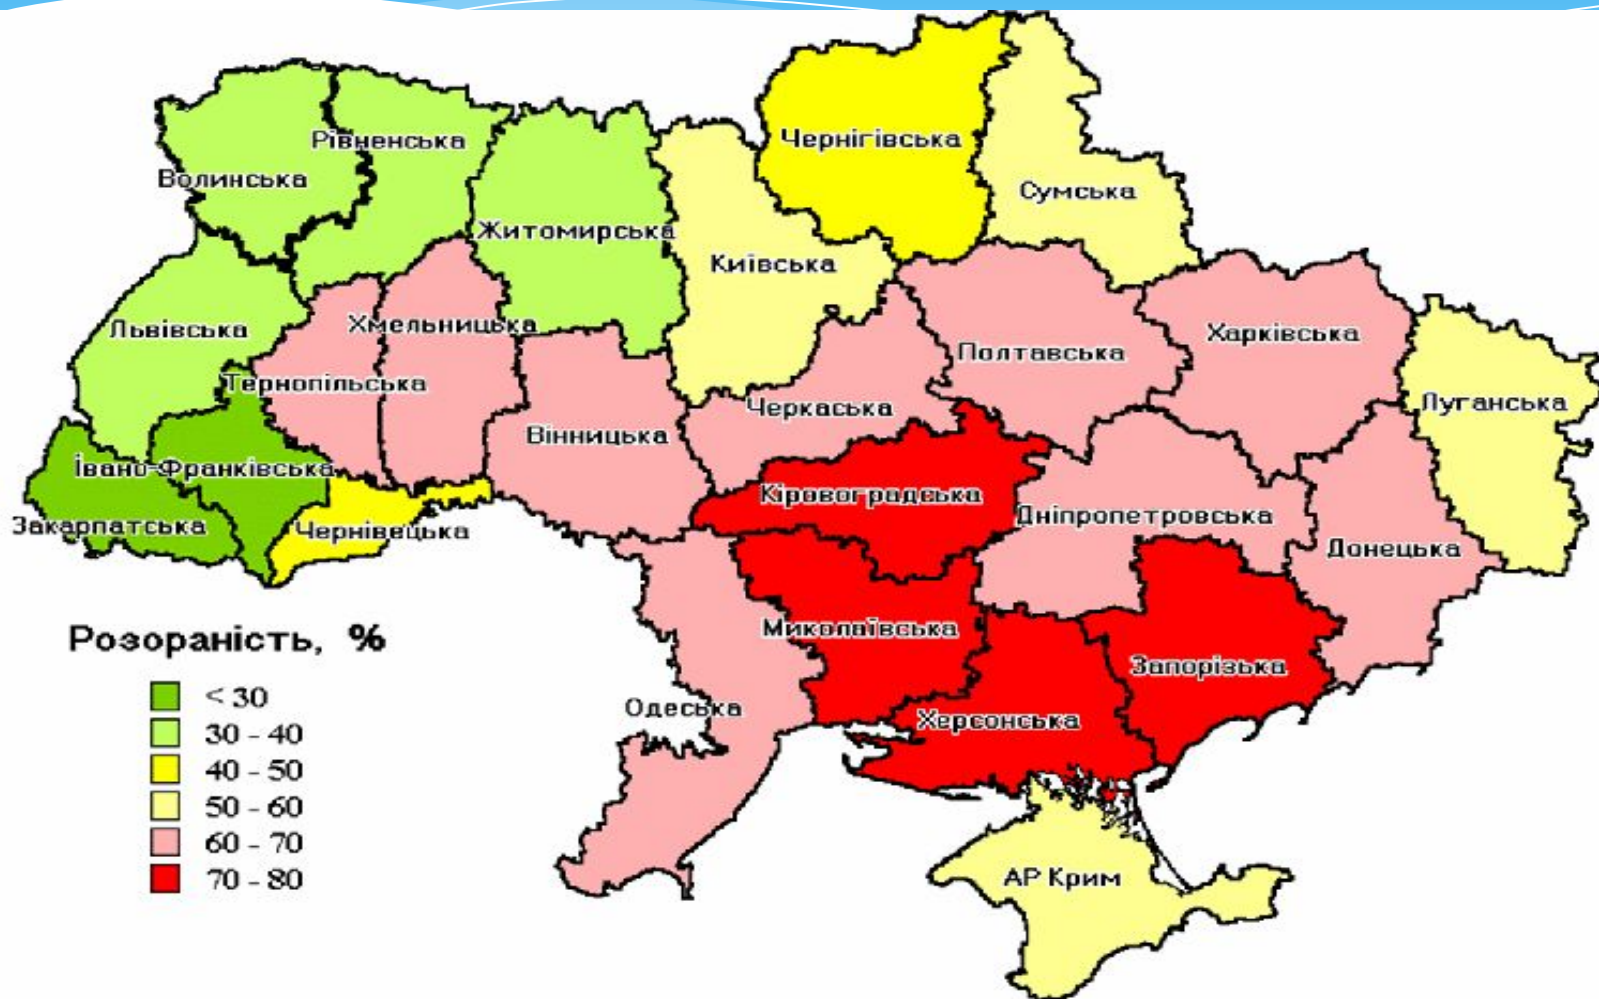 Чернігівська
Рівненська
Волинська
Сумська
Житомирська
Київська
Львівська
Хмельницька
Харківська
Полтавська
Тернопільська
Черкаська
Луганська
Вінницька
Івано-Франківська
Кіровоградська
Дніпропетровська
Закарпатська
Чернівецька
Донецька
Миколаївська
Запорізька
Одеська
Херсонська
АР Крим
Розораність, %
< 30
30 - 40
40 - 50
50 - 60
60 - 70
70 - 80